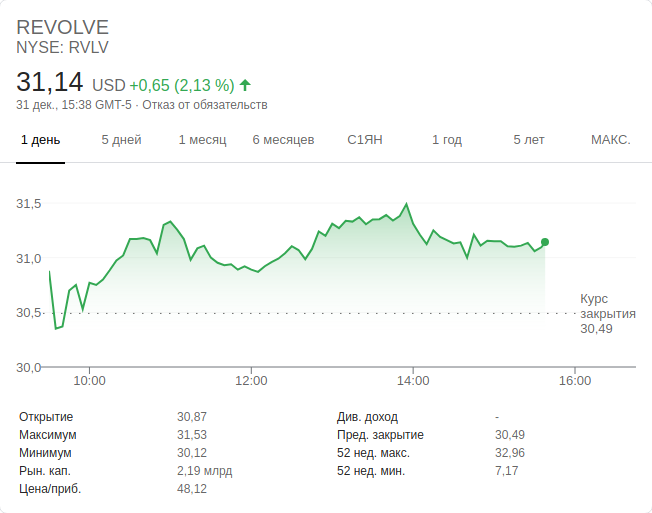 REVOLVE
NYSE: RVLV
31,14 USD +0,65 (2,13 %)
31 дек., 15:38 GMT-5 · Отказ от обязательств
1 день 5 дней 1 месяц 6 месяцев С1ЯН 1 год 5 лет МАКС.
31,5
31,0
30,5
30,0
Курс
закрытия
30,49
10:00 12:00 14:00 16:00
Открытие 30,87 Див. доход -
Максимум 31,53 Пред. закрытие 30,49
Минимум 30,12 52 нед. макс. 32,96
Рын. кап. 2,19 млрд 52 нед. мин. 7,17
Цена/приб. 48,12